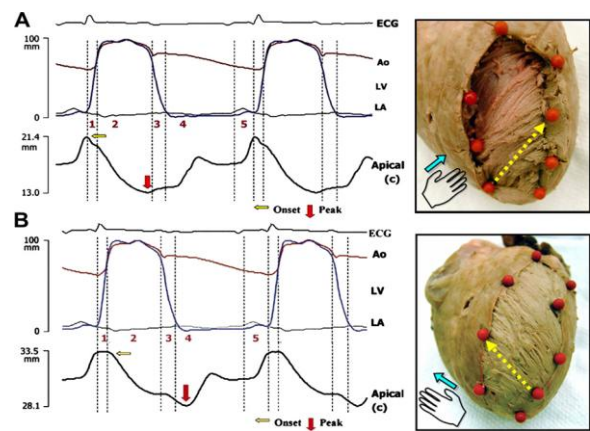 A
ECG
100
mm
Ao
LV
LA
0
1 2 3 4 5
21.4
mm
13.0
Apical
(c)
Onset Peak
B
ECG
100
mm
Ao
LV
LA
0
1 2 3 4 5
33.5
mm
28.1
Apical
(c)
Onset Peak